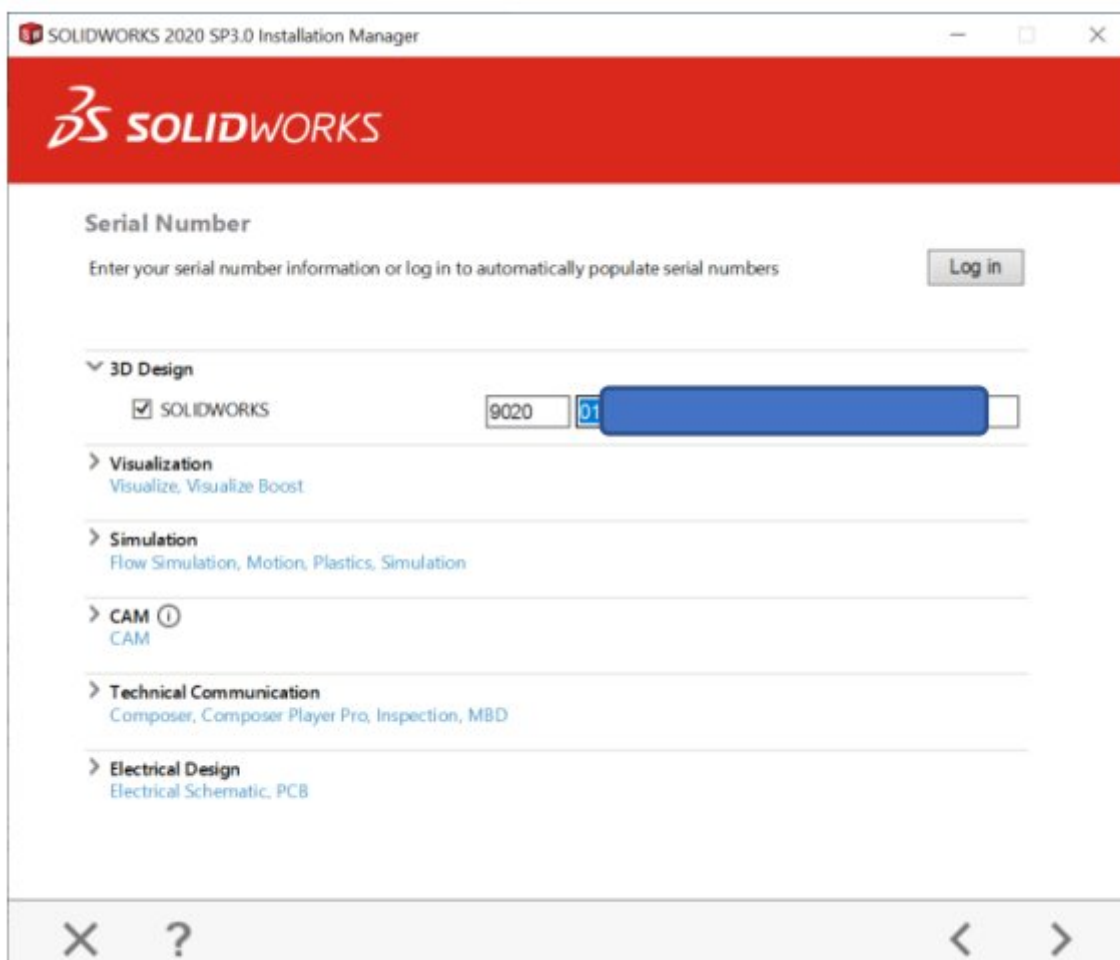 SOLIDWORKS 2020 SP3.0 Installation Manager
SOLIDWORKS
Serial Number
Enter your serial number information or log in to automatically populate serial numbers
Log in
3D Design
SOLIDWORKS 9020 01
Visualization
Visualize, Visualize Boost
Simulation
Flow Simulation, Motion, Plastics, Simulation
CAM
CAM
Technical Communication
Composer, Composer Player Pro, Inspection, MBD
Electrical Design
Electrical Schematic, PCB